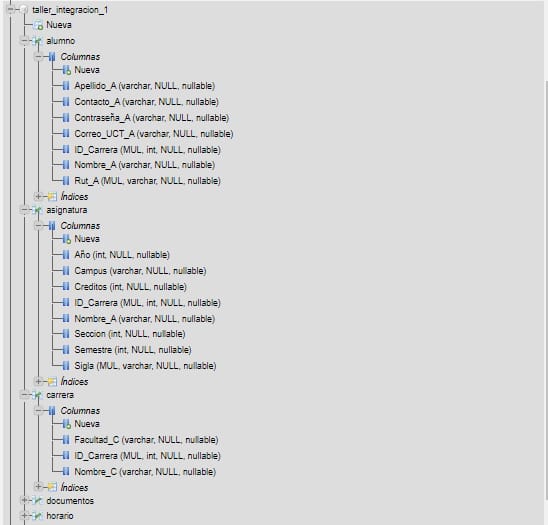 taller_integracion_1
Nueva
alumno
Columnas
Nueva
Apellido_A (varchar, NULL, nullable)
Contacto_A (varchar, NULL, nullable)
Contraseña_A (varchar, NULL, nullable)
Correo_UCT_A (varchar, NULL, nullable)
ID_Carrera (MUL, int, NULL, nullable)
Nombre_A (varchar, NULL, nullable)
Rut_A (MUL, varchar, NULL, nullable)
Índices
asignatura
Columnas
Nueva
Año (int, NULL, nullable)
Campus (varchar, NULL, nullable)
Creditos (int, NULL, nullable)
ID_Carrera (MUL, int, NULL, nullable)
Nombre_A (varchar, NULL, nullable)
Seccion (int, NULL, nullable)
Semestre (int, NULL, nullable)
Sigla (MUL, varchar, NULL, nullable)
Índices
carrera
Columnas
Nueva
Facultad_C (varchar, NULL, nullable)
ID_Carrera (MUL, int, NULL, nullable)
Nombre_C (varchar, NULL, nullable)
Índices
documentos
horario